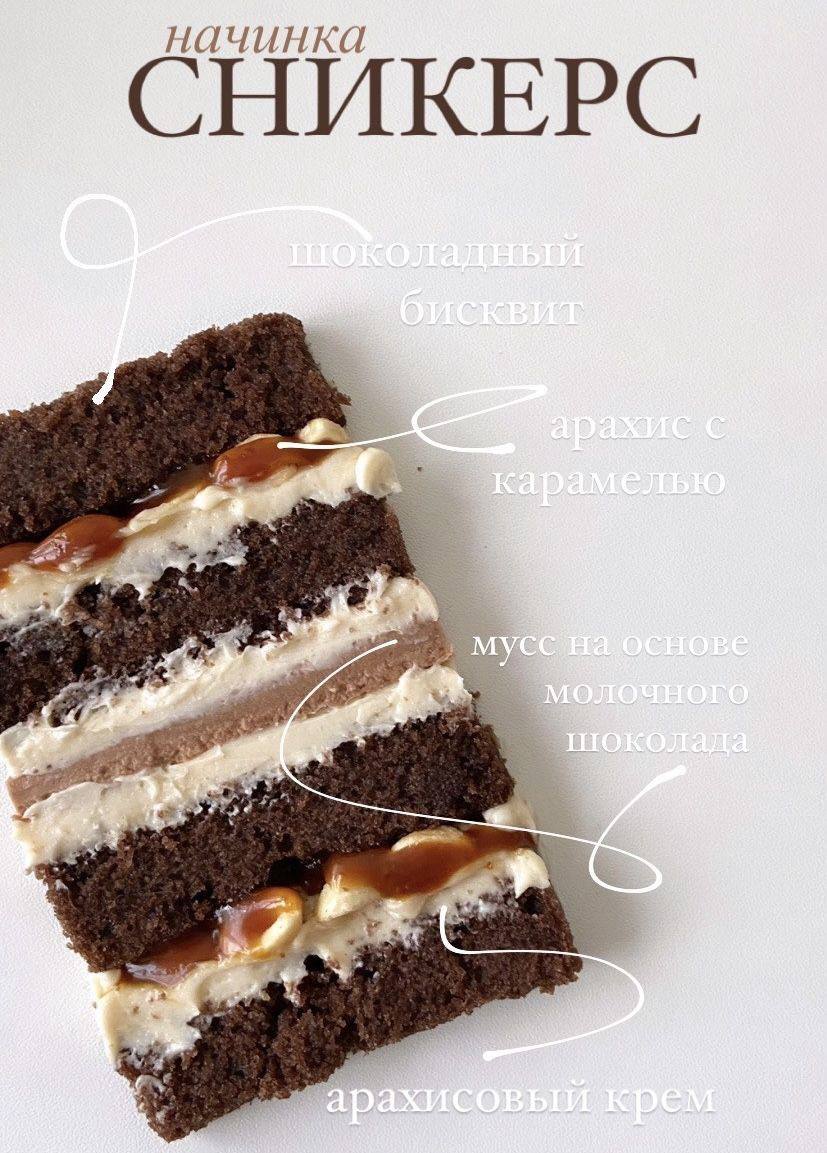 начинка
СНИКЕРС
шоколадный
бисквит
арахис с
карамелью
мусс на основе
молочного
шоколада
арахисовый крем